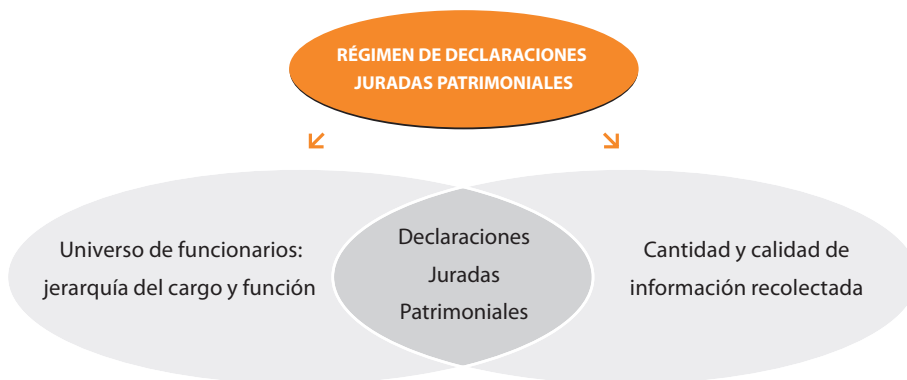 RÉGIMEN DE DECLARACIONES
JURADAS PATRIMONIALES
Universo de funcionarios:
jerarquía del cargo y función
Declaraciones
Juradas
Patrimoniales
Cantidad y calidad de
información recolectada